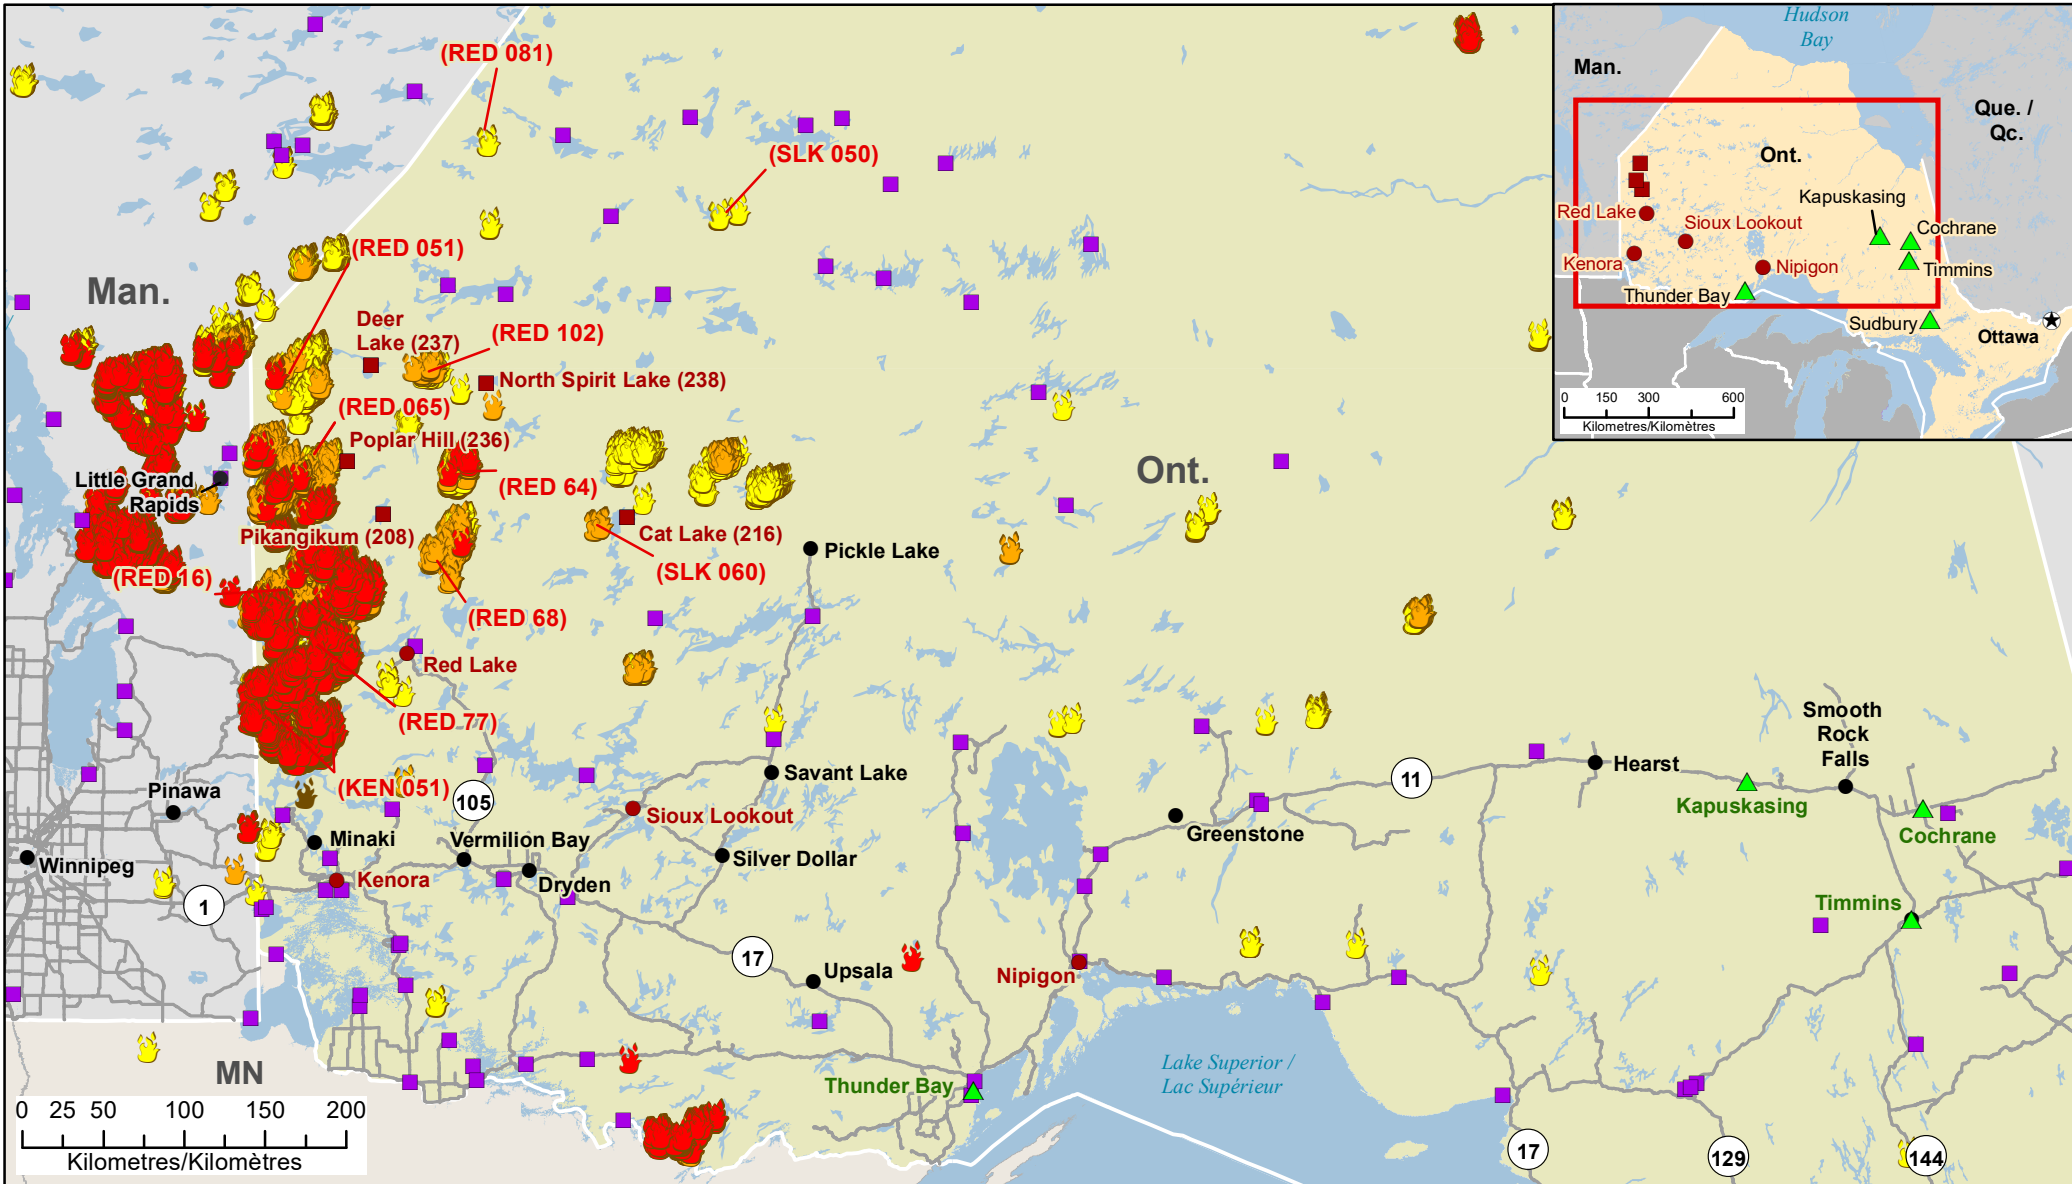 (RED 081)
(SLK 050)
(RED 051)
Man.
Deer
Lake (237)
(RED 102)
North Spirit Lake (238)
(RED 065)
Poplar Hill (236)
Little Grand
Rapids
(RED 64)
Ont.
Pikangikum (208)
Cat Lake (216)
Pickle Lake
(RED 16)
(SLK 060)
(RED 68)
Red Lake
(RED 77)
(KEN 051)
105
Savant Lake
Sioux Lookout
Pinawa
Minaki
Vermilion Bay
Silver Dollar
Winnipeg
Kenora
Dryden
1
17
Upsala
Nipigon
Greenstone
11
Hearst
Smooth
Rock
Falls
Kapuskasing
Cochrane
Timmins
MN
Thunder Bay
Lake Superior /
Lac Supérieur
17
129
144
0 25 50 100 150 200
Kilometres/Kilomètres
Hudson
Bay
Man.
Que. /
Qc.
Ont.
Kapuskasing
Red Lake
Sioux Lookout
Cochrane
Kenora
Nipigon
Timmins
Thunder Bay
Sudbury
Ottawa
0 150 300 600
Kilometres/Kilomètres